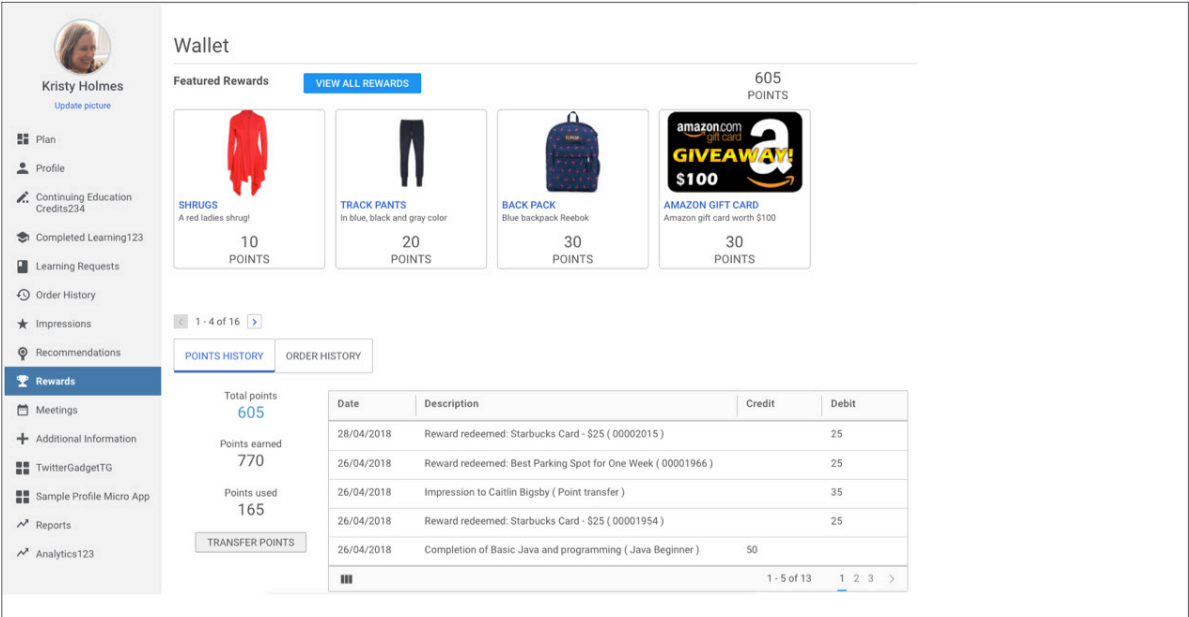 Kristy Holmes
Update picture
Plan
Profile
Continuing Education
Credits234
Completed Learning123
Learning Requests
Order History
Impressions
Recommendations
Rewards
Meetings
Additional Information
TwitterGadgetTG
Sample Profile Micro App
Reports
Analytics123
Wallet
Featured Rewards
VIEW ALL REWARDS
605
POINTS
SHRUGS
A red ladies shrug!
10
POINTS
TRACK PANTS
In blue, black and gray color
20
POINTS
BACK PACK
Blue backpack Reebok
30
POINTS
amazon.com
gift card
GIVEAWAY!
$100
AMAZON GIFT CARD
Amazon gift card worth $100
30
POINTS
1 - 4 of 16
POINTS HISTORY ORDER HISTORY
Total points
605
Points earned
770
Points used
165
TRANSFER POINTS
Date Description Credit Debit
28/04/2018 Reward redeemed: Starbucks Card - $25 ( 00002015 ) 25
26/04/2018 Reward redeemed: Best Parking Spot for One Week ( 00001966 ) 25
26/04/2018 Impression to Caitlin Bigsby ( Point transfer ) 35
26/04/2018 Reward redeemed: Starbucks Card - $25 ( 00001954 ) 25
26/04/2018 Completion of Basic Java and programming ( Java Beginner ) 50
1 - 5 of 13 1 2 3